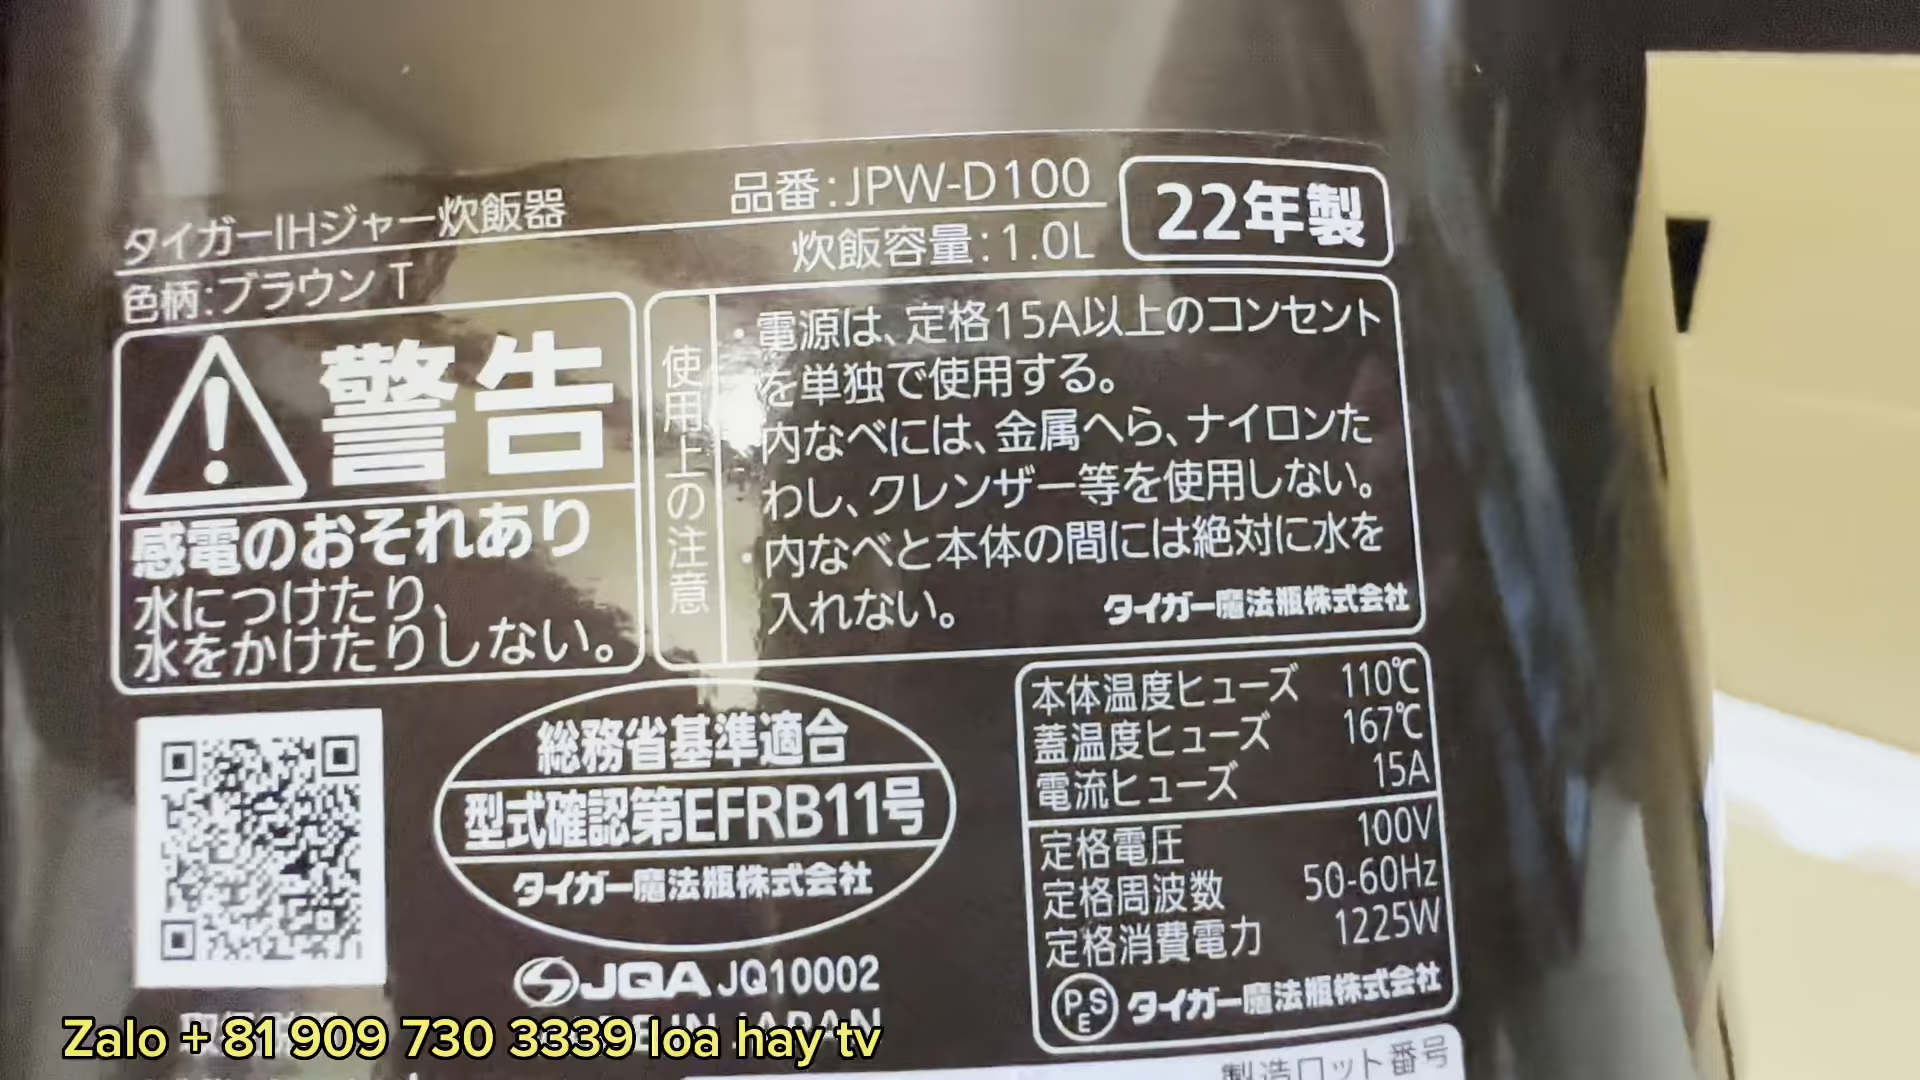 タイガーIHジャー炊飯器
品番:JPW-D100
22年製
色柄:ブラウンT
炊飯容量:1.0L
警告
感電のおそれあり
水につけたり、
水をかけたりしない。
使用上の注意
・電源は、定格15A以上のコンセント
を単独で使用する。
・内なべには、金属へら、ナイロンた
わし、クレンザー等を使用しない。
・内なべと本体の間には絶対に水を
入れない。
タイガー魔法瓶株式会社
総務省基準適合
型式確認第EFRB11号
タイガー魔法瓶株式会社
JQA JQ10002
IN JAPAN
本体温度ヒューズ 110℃
蓋温度ヒューズ 167℃
電流ヒューズ 15A
定格電圧 100V
定格周波数 50-60Hz
定格消費電力 1225W
PSE タイガー魔法瓶株式会社
製造ロット番号
Zalo + 81 909 730 3339 loa hay tv